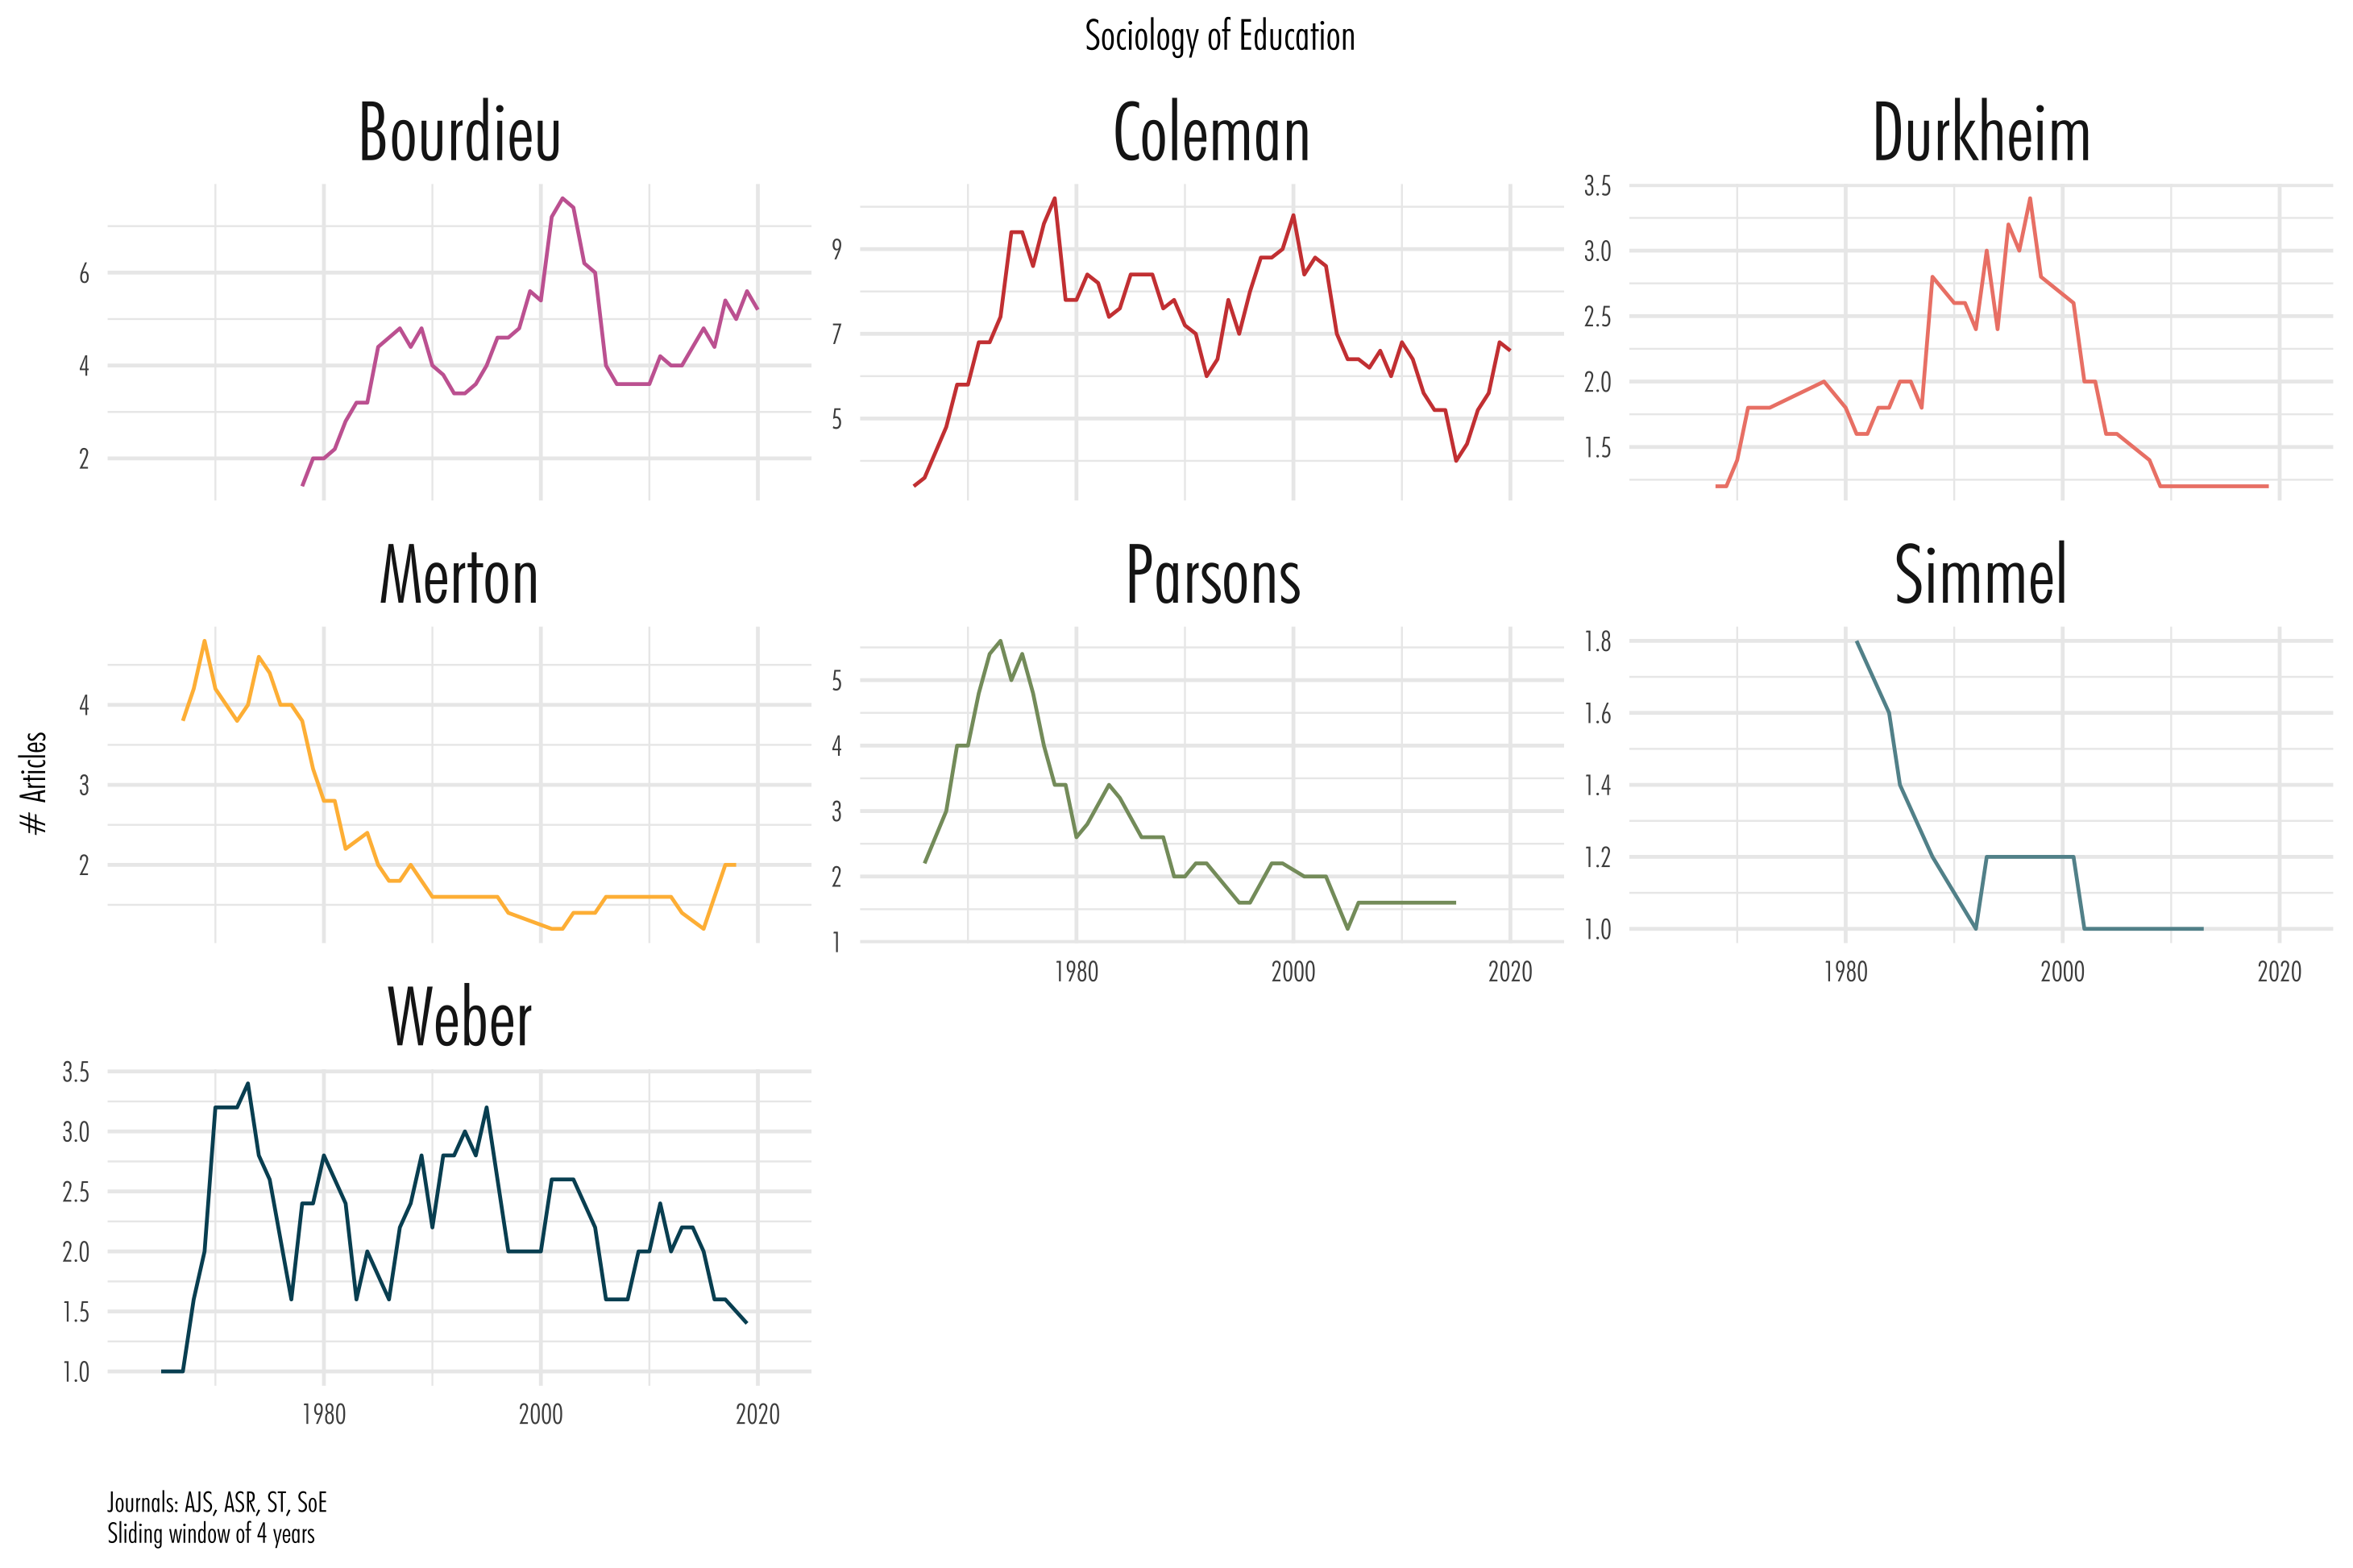 Sociology of Education
Bourdieu
Coleman
Durkheim
6
4
2
9
7
5
3.5
3.0
2.5
2.0
1.5
# Articles
Merton
Parsons
Simmel
4
3
2
5
4
3
2
1
1980 2000 2020
1.8
1.6
1.4
1.2
1.0
1980 2000 2020
Weber
3.5
3.0
2.5
2.0
1.5
1.0
1980 2000 2020
Journals: AJS, ASR, ST, SoE
Sliding window of 4 years